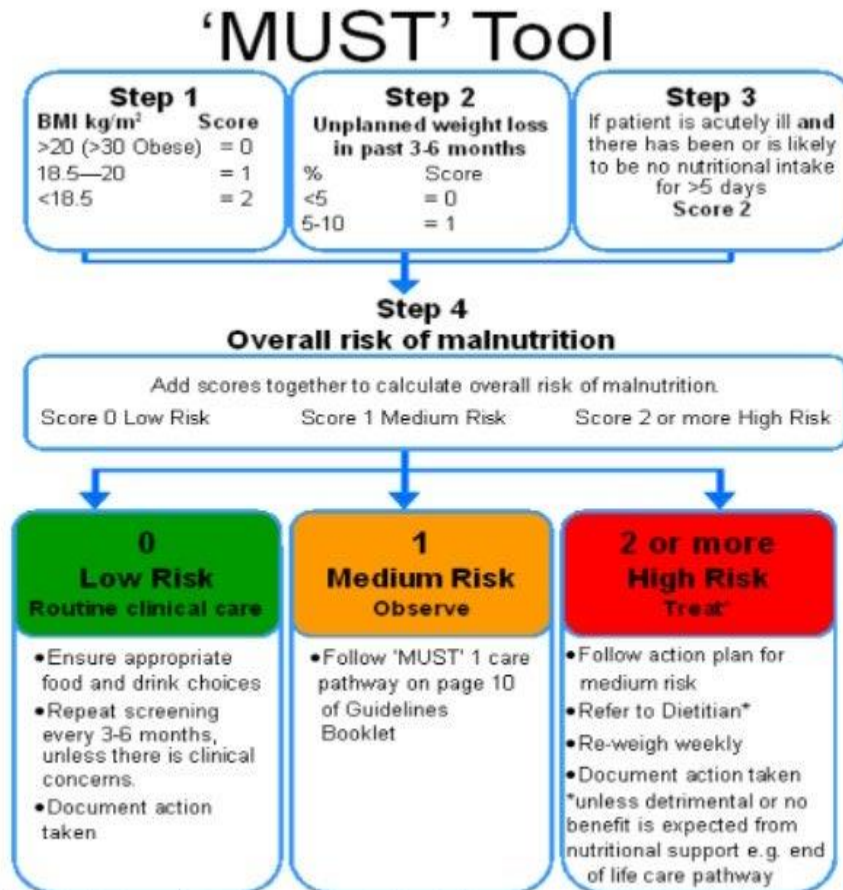 'MUST' Tool
Step 1
BMI kg/m² Score
>20 (>30 Obese) = 0
18.5—20 = 1
<18.5 = 2
Step 2
Unplanned weight loss
in past 3-6 months
% Score
<5 = 0
5-10 = 1
Step 3
If patient is acutely ill and
there has been or is likely
to be no nutritional intake
for >5 days
Score 2
Step 4
Overall risk of malnutrition
Add scores together to calculate overall risk of malnutrition.
Score 0 Low Risk Score 1 Medium Risk Score 2 or more High Risk
0
Low Risk
Routine clinical care
•Ensure appropriate
food and drink choices
•Repeat screening
every 3-6 months,
unless there is clinical
concerns.
•Document action
taken
1
Medium Risk
Observe
•Follow 'MUST' 1 care
pathway on page 10
of Guidelines
Booklet
2 or more
High Risk
Treat*
•Follow action plan for
medium risk
•Refer to Dietitian*
•Re-weigh weekly
•Document action taken
*unless detrimental or no
benefit is expected from
nutritional support e.g. end
of life care pathway